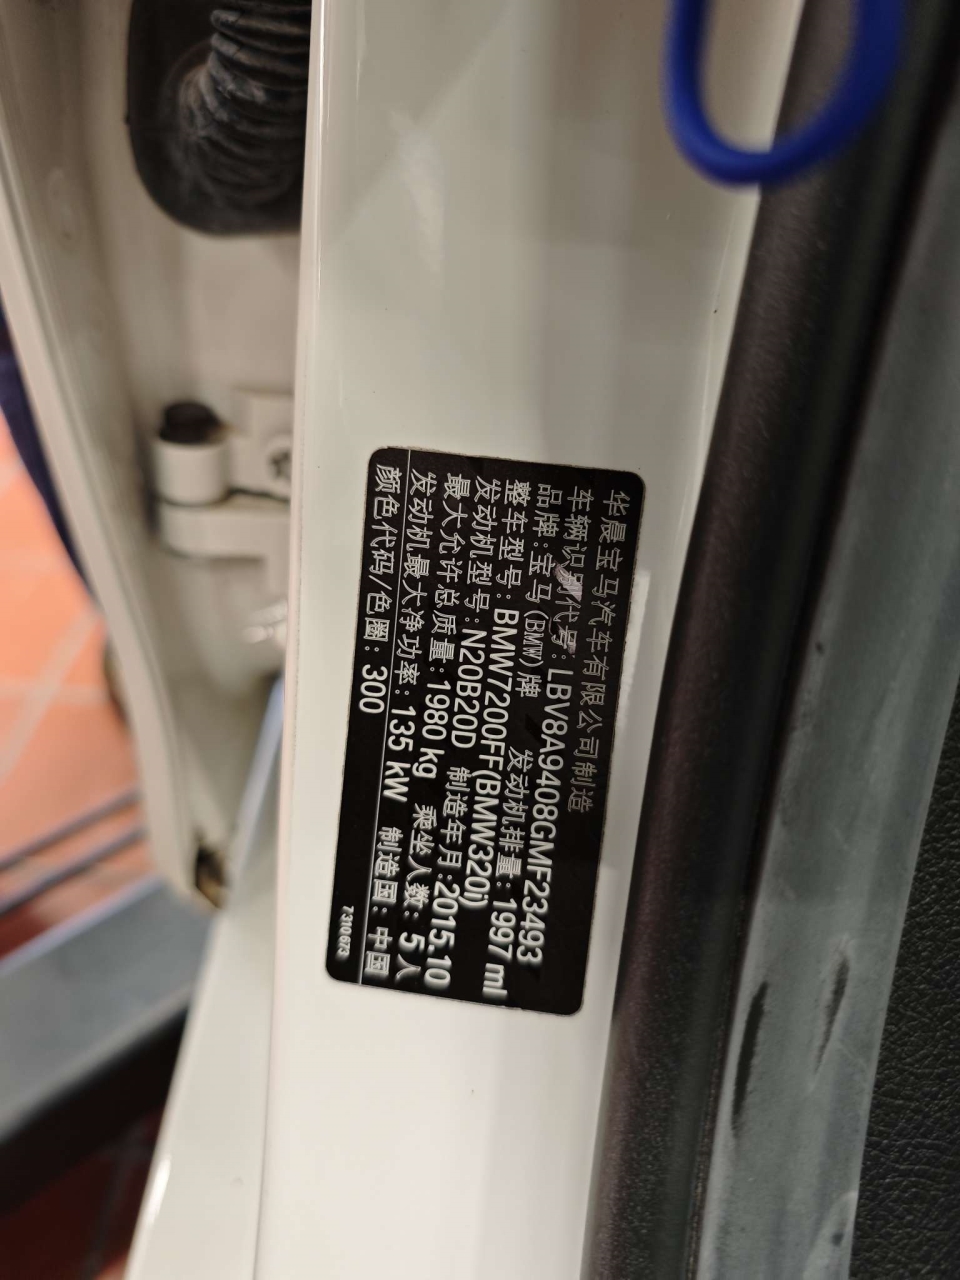 华晨宝马汽车有限公司制造
车辆识别代号:LBV8A9408GMF23493
品牌:宝马(BMW)牌 发动机排量:1997 ml
整车型号:BMW7200FF(BMW320i)
发动机型号:N20B20D 制造年月:2015.10
最大允许总质量:1980 kg 乘坐人数:5人
发动机最大净功率:135 kW 制造国:中国
颜色代码/色圈:300
7310673